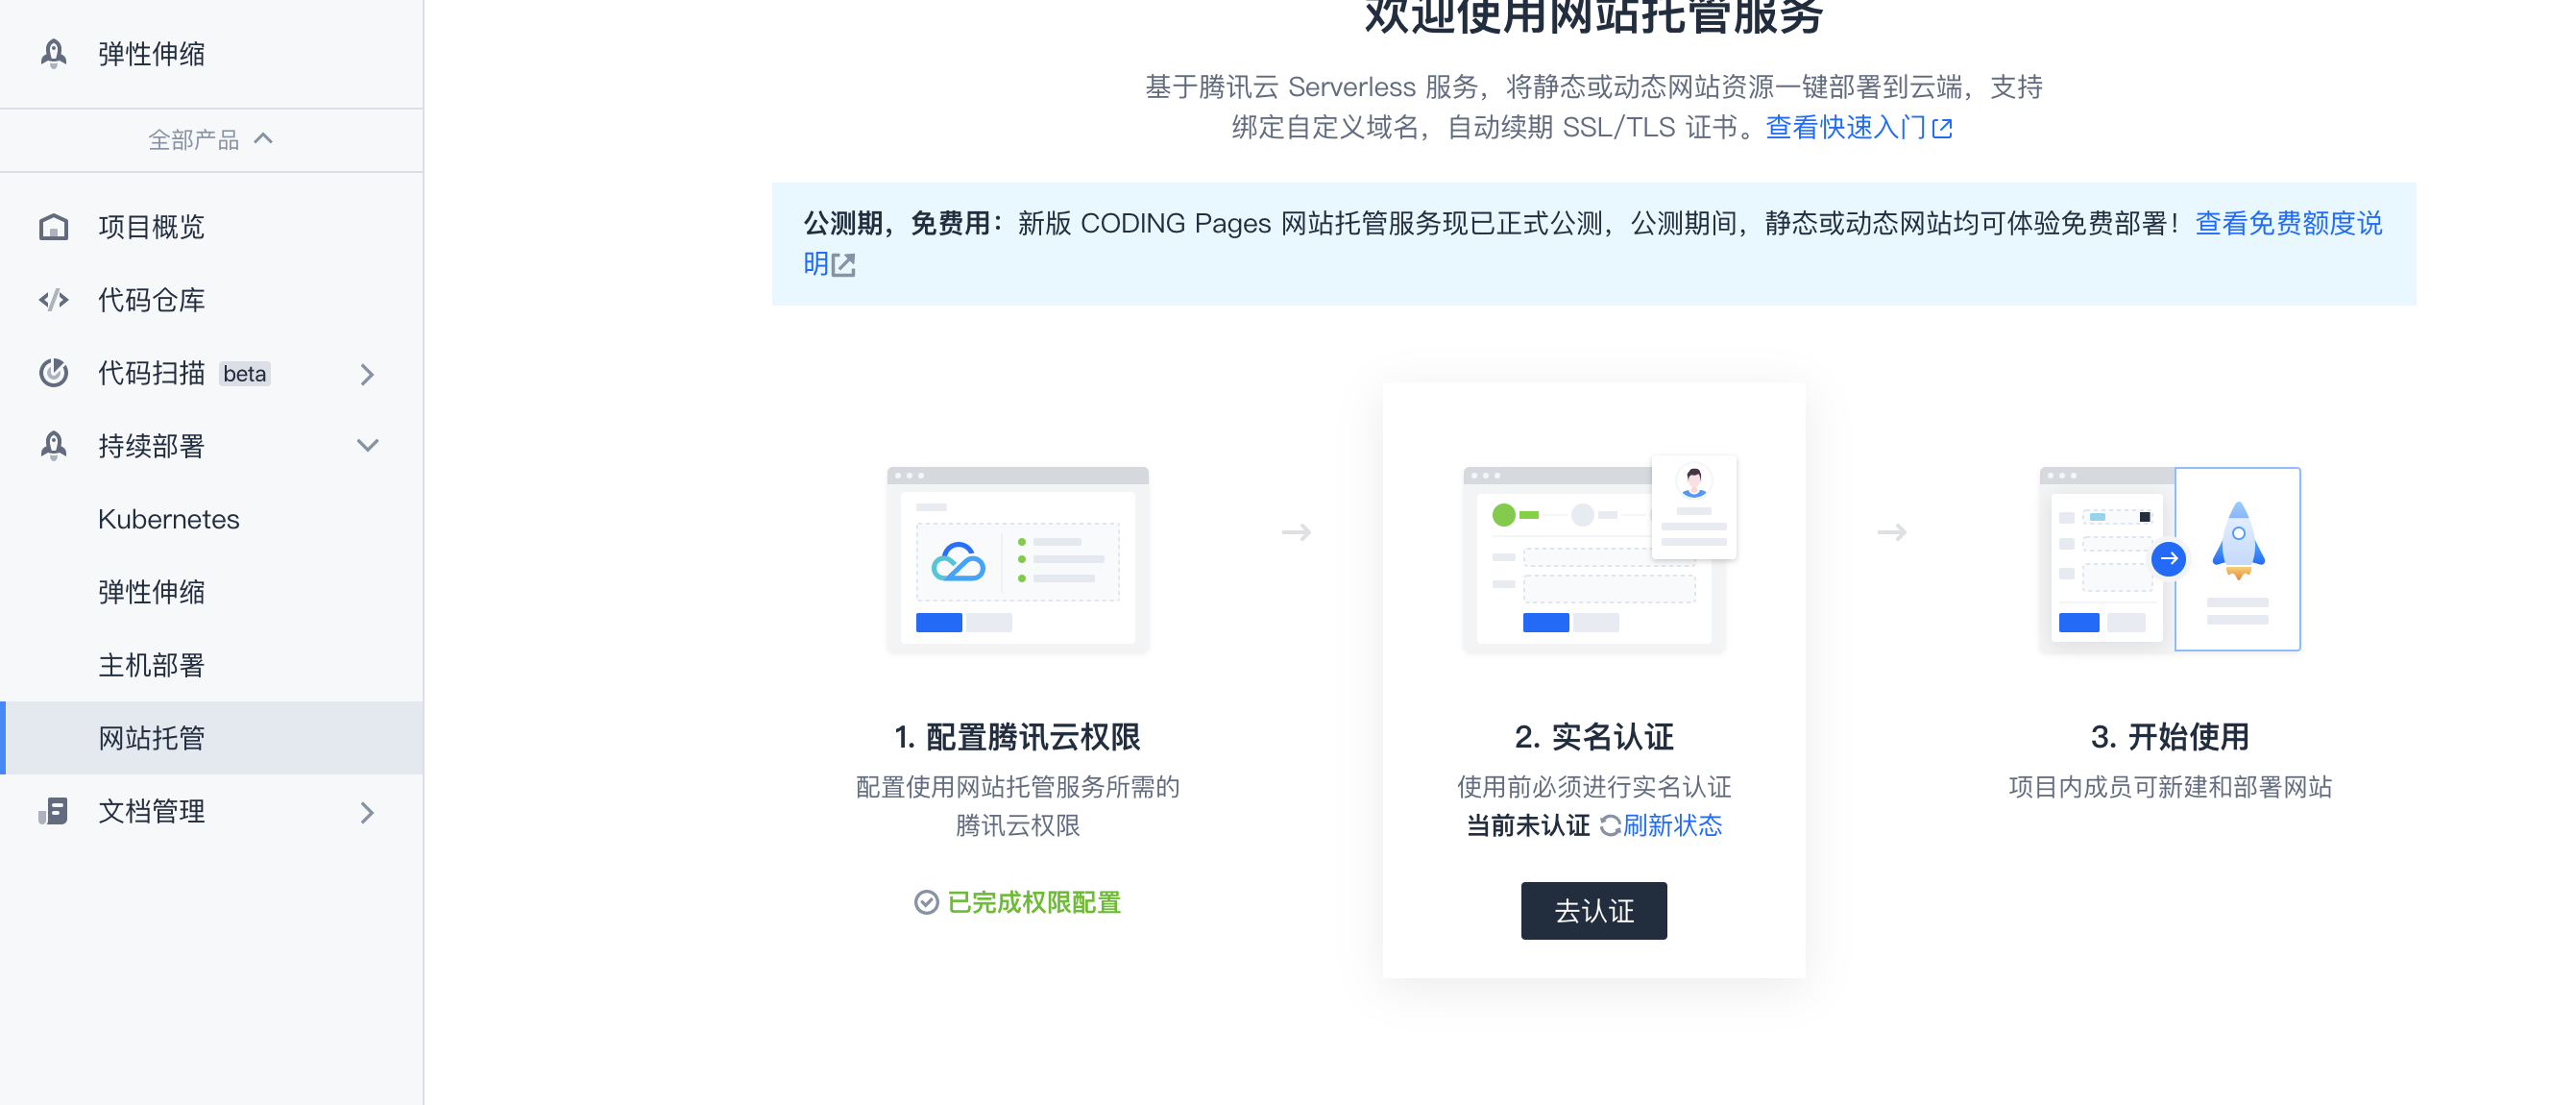 弹性伸缩
全部产品
项目概览
代码仓库
代码扫描 beta
持续部署
Kubernetes
弹性伸缩
主机部署
网站托管
文档管理
欢迎使用网站托管服务
基于腾讯云 Serverless 服务，将静态或动态网站资源一键部署到云端，支持
绑定自定义域名，自动续期 SSL/TLS 证书。查看快速入门
公测期，免费用：新版 CODING Pages 网站托管服务现已正式公测，公测期间，静态或动态网站均可体验免费部署！查看免费额度说
明
1. 配置腾讯云权限
配置使用网站托管服务所需的
腾讯云权限
已完成权限配置
2. 实名认证
使用前必须进行实名认证
当前未认证 刷新状态
去认证
3. 开始使用
项目内成员可新建和部署网站